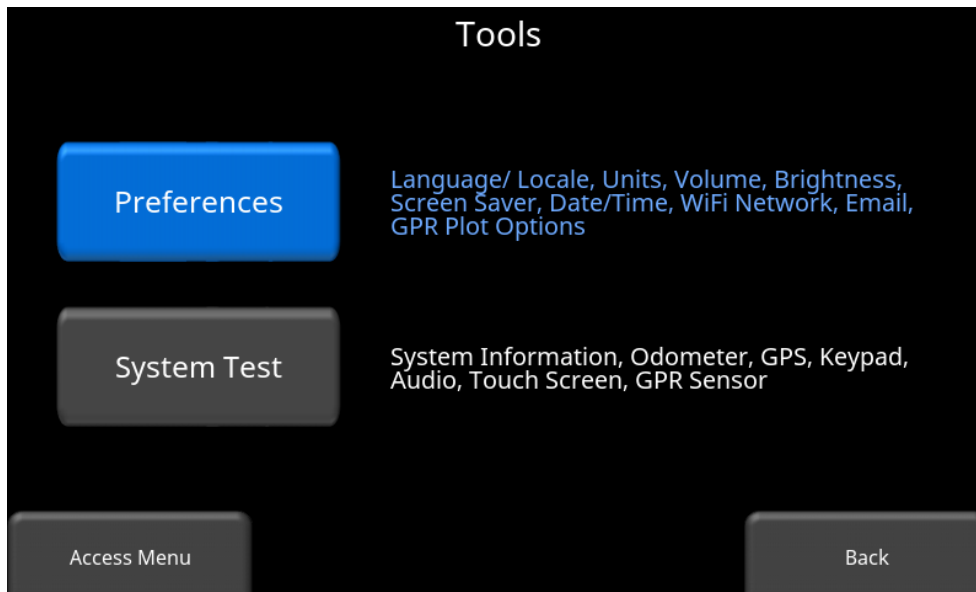 Tools
Preferences
Language/ Locale, Units, Volume, Brightness,
Screen Saver, Date/Time, WiFi Network, Email,
GPR Plot Options
System Test
System Information, Odometer, GPS, Keypad,
Audio, Touch Screen, GPR Sensor
Access Menu
Back